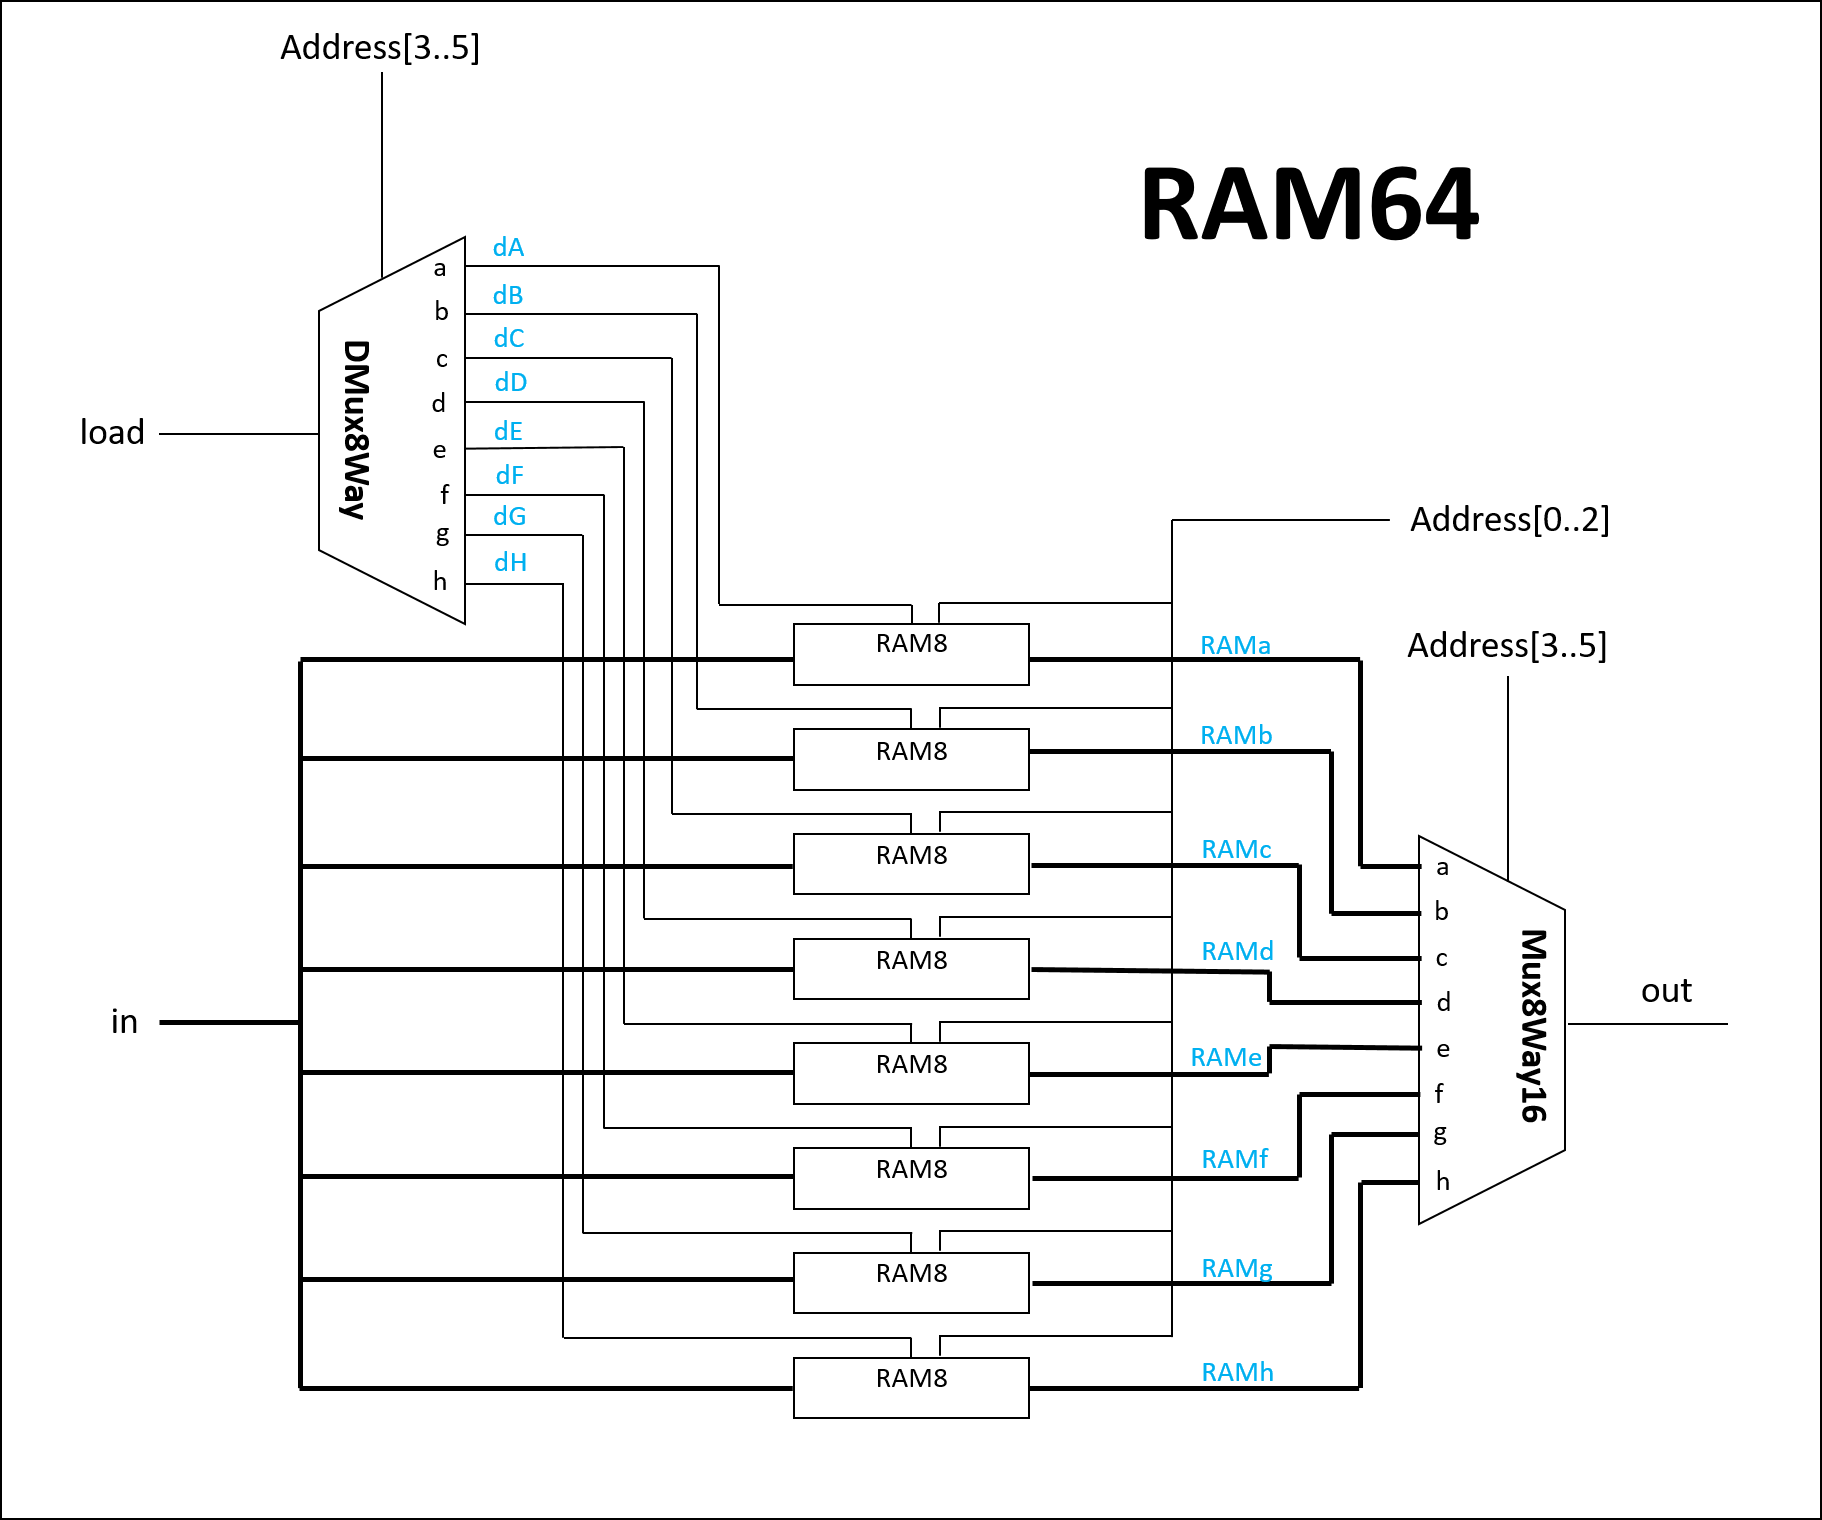 Address[3..5]
RAM64
dA
a
dB
b
dC
c
dD
d
DMux8Way
load
dE
e
dF
f
dG
g
dH
h
Address[0..2]
RAM8
RAMa
Address[3..5]
RAM8
RAMb
RAM8
RAMc
RAM8
RAMd
RAM8
RAMe
RAM8
RAMf
RAM8
RAMg
RAM8
RAMh
in
a
b
c
d
e
f
g
h
Mux8Way16
out